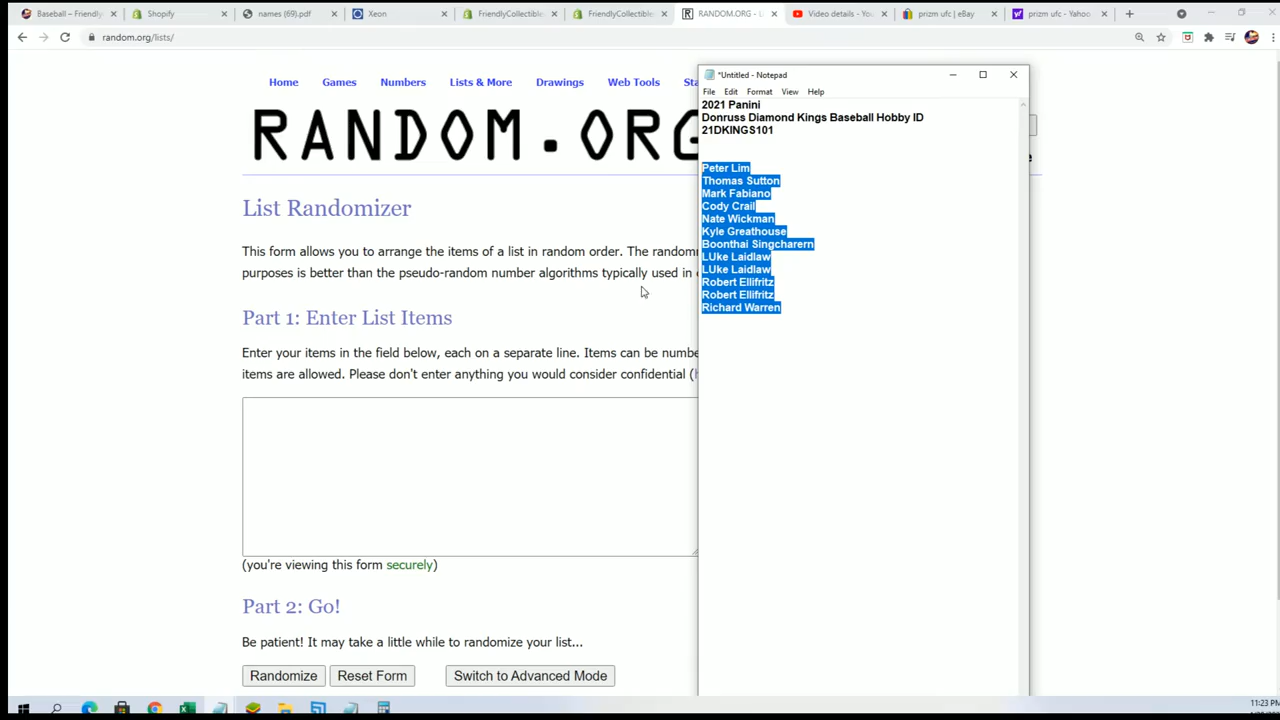 Baseball – Friendly
Shopify
names (69).pdf
Xeon
FriendlyCollectible
FriendlyCollectible
RANDOM.ORG - Li
Video details - You
prizm ufc | eBay
prizm ufc - Yahoo
random.org/lists/
Home
Games
Numbers
Lists & More
Drawings
Web Tools
Sta
RANDOM.ORG
List Randomizer
This form allows you to arrange the items of a list in random order. The random
purposes is better than the pseudo-random number algorithms typically used in
Part 1: Enter List Items
Enter your items in the field below, each on a separate line. Items can be numbe
items are allowed. Please don't enter anything you would consider confidential (
(you're viewing this form securely)
Part 2: Go!
Be patient! It may take a little while to randomize your list...
Randomize
Reset Form
Switch to Advanced Mode
*Untitled - Notepad
File Edit Format View Help
2021 Panini
Donruss Diamond Kings Baseball Hobby ID
21DKINGS101
Peter Lim
Thomas Sutton
Mark Fabiano
Cody Crail
Nate Wickman
Kyle Greathouse
Boonthai Singcharern
LUke Laidlaw
LUke Laidlaw
Robert Ellifritz
Robert Ellifritz
Richard Warren
11:23 PM